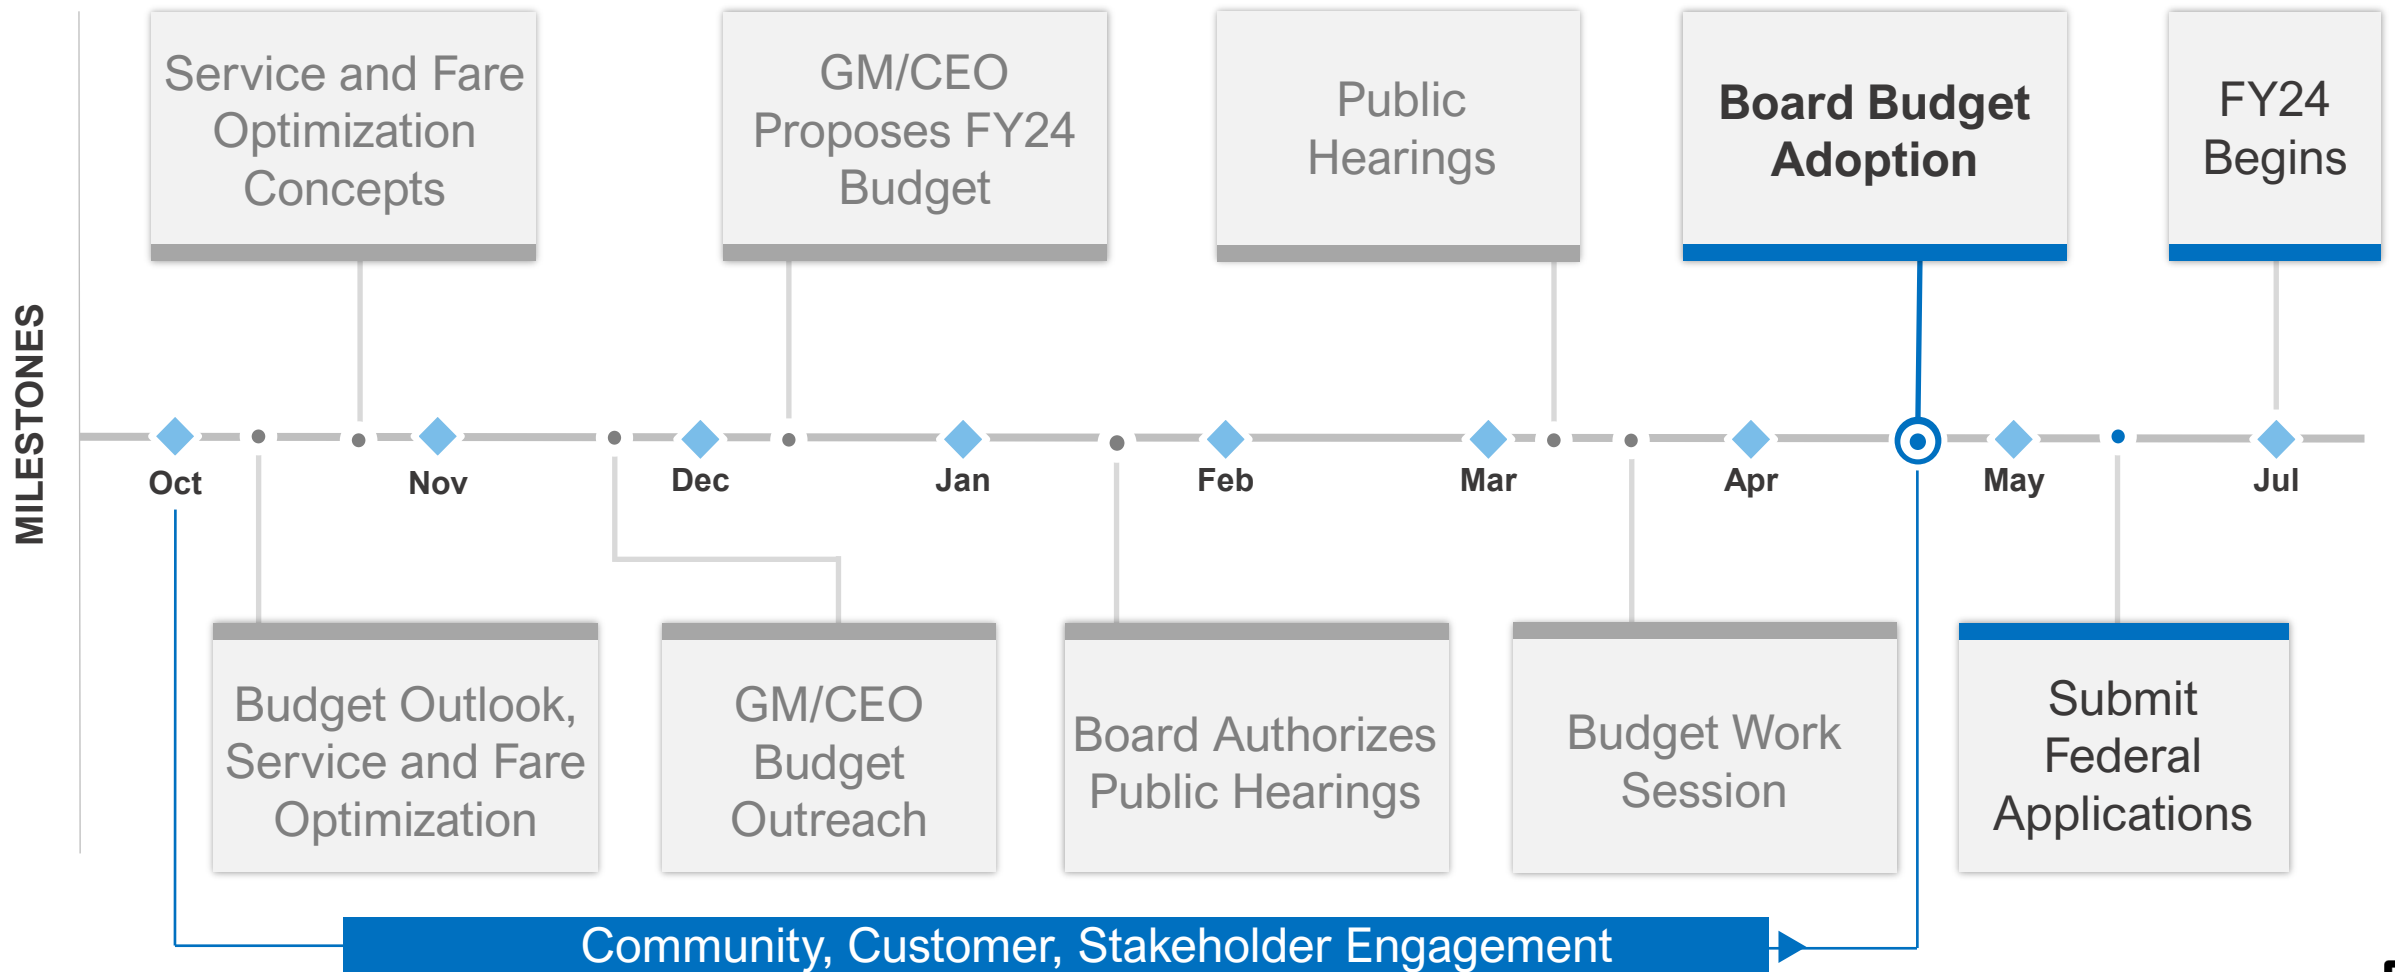 MILESTONES
Service and Fare
Optimization
Concepts
GM/CEO
Proposes FY24
Budget
Public
Hearings
Board Budget
Adoption
FY24
Begins
Oct
Nov
Dec
Jan
Feb
Mar
Apr
May
Jul
Budget Outlook,
Service and Fare
Optimization
GM/CEO
Budget
Outreach
Board Authorizes
Public Hearings
Budget Work
Session
Submit
Federal
Applications
Community, Customer, Stakeholder Engagement